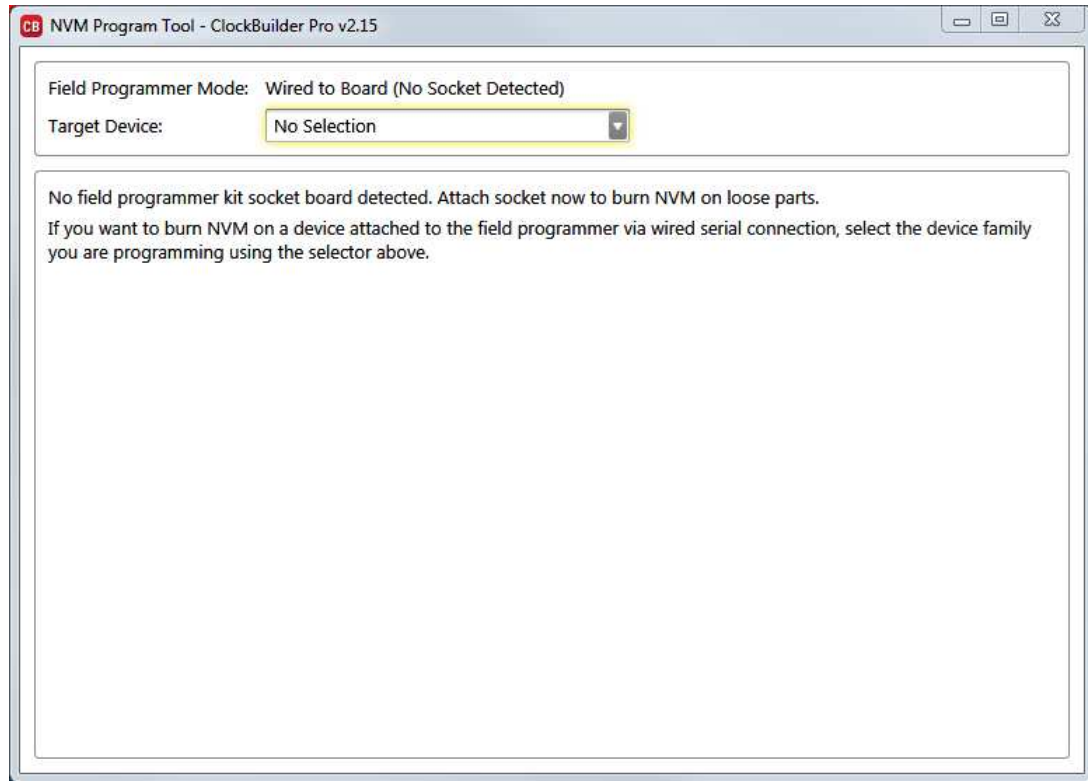 CB NVM Program Tool - ClockBuilder Pro v2.15
Field Programmer Mode: Wired to Board (No Socket Detected)
Target Device: No Selection
No field programmer kit socket board detected. Attach socket now to burn NVM on loose parts.
If you want to burn NVM on a device attached to the field programmer via wired serial connection, select the device family
you are programming using the selector above.